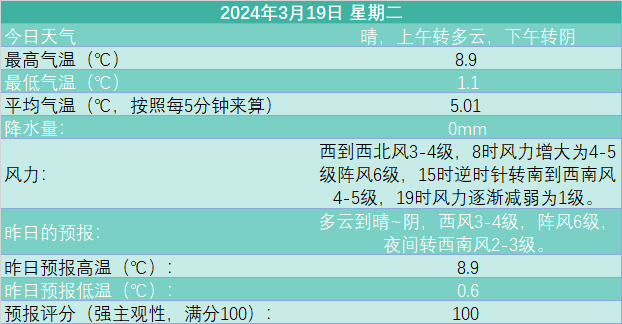 2024年3月19日 星期二
今日天气 晴，上午转多云，下午转阴
最高气温（℃） 8.9
最低气温（℃） 1.1
平均气温（℃，按照每5分钟来算） 5.01
降水量： 0mm
风力：
西到西北风3-4级，8时风力增大为4-5
级阵风6级，15时逆时针转南到西南风
4-5级，19时风力逐渐减弱为1级。
昨日的预报：
多云到晴~阴，西风3-4级，阵风6级，
夜间转西南风2-3级。
昨日预报高温（℃）： 8.9
昨日预报低温（℃）： 0.6
预报评分（强主观性，满分100）： 100